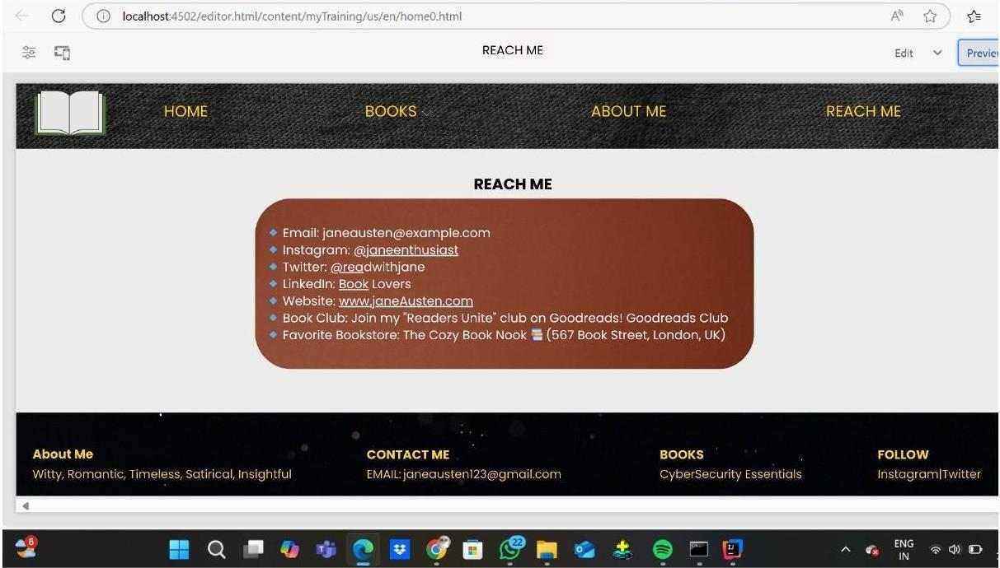 localhost:4502/editor.html/content/myTraining/us/en/home0.html
REACH ME
Edit
Preview
HOME
BOOKS
ABOUT ME
REACH ME
REACH ME
Email: janeausten@example.com
Instagram: @janeenthusiast
Twitter: @readwithjane
LinkedIn: Book Lovers
Website: www.janeAusten.com
Book Club: Join my "Readers Unite" club on Goodreads! Goodreads Club
Favorite Bookstore: The Cozy Book Nook 📚 (567 Book Street, London, UK)
About Me
Witty, Romantic, Timeless, Satirical, Insightful
CONTACT ME
EMAIL: janeausten123@gmail.com
BOOKS
CyberSecurity Essentials
FOLLOW
Instagram|Twitter
8
22
ENG
IN